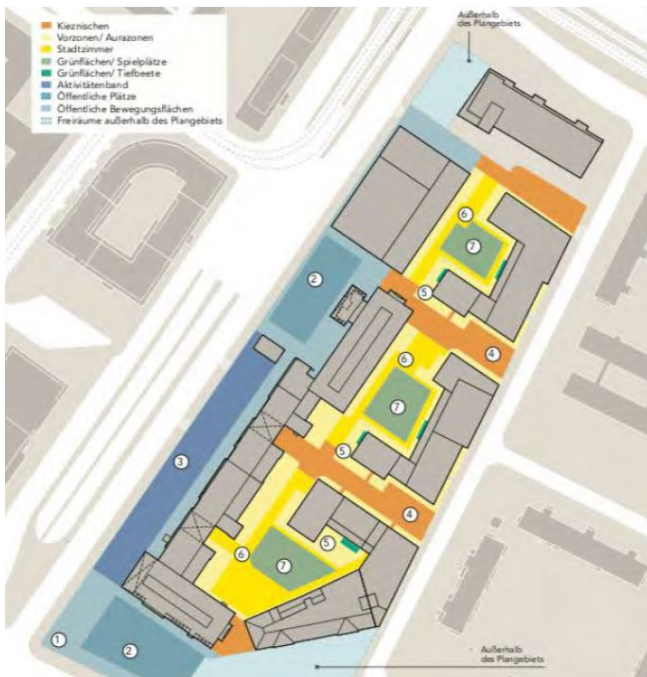 Außerhalb
des Plangebiets
Kieznischen
Vorzonen/ Aurazonen
Stadtzimmer
Grünflächen/ Spielplätze
Grünflächen/ Tiefbeete
Aktivitätenband
Öffentliche Plätze
Öffentliche Bewegungsflächen
Freiräume außerhalb des Plangebiets
6
7
2
5
4
6
7
3
5
4
5
6
7
1
2
Außerhalb
des Plangebiets